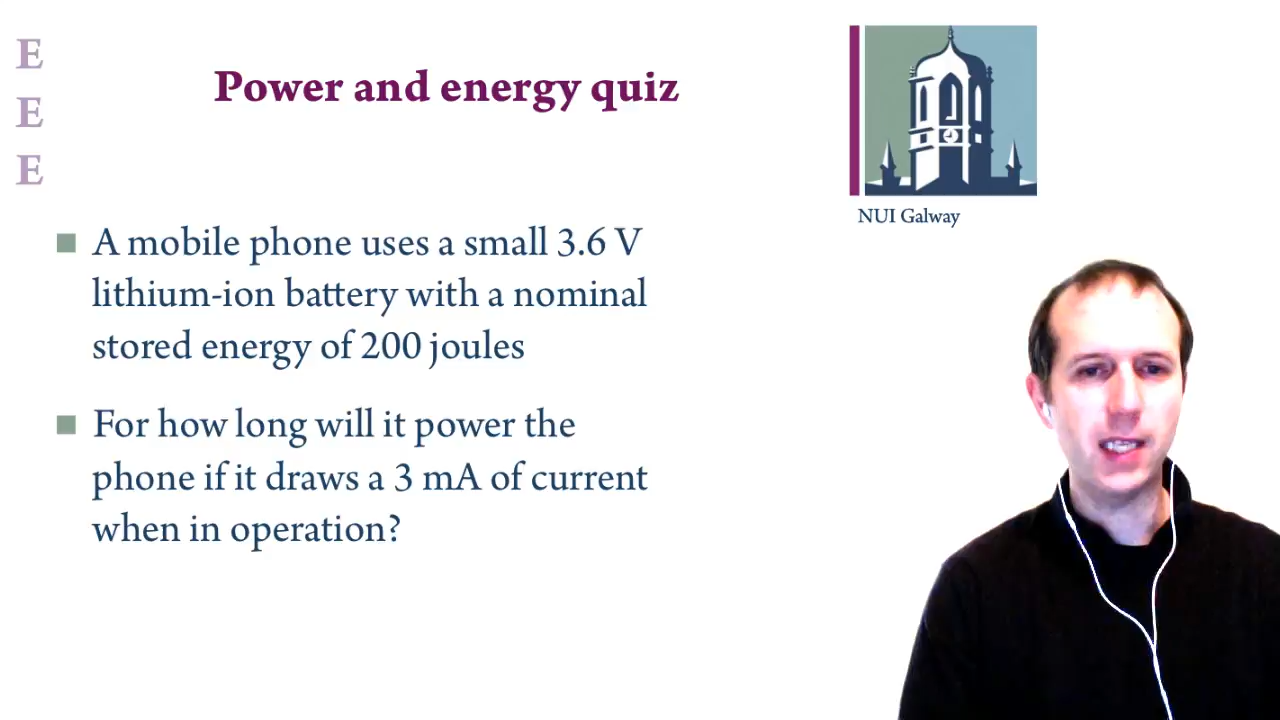 E
E
E
Power and energy quiz
NUI Galway
A mobile phone uses a small 3.6 V
lithium-ion battery with a nominal
stored energy of 200 joules
For how long will it power the
phone if it draws a 3 mA of current
when in operation?